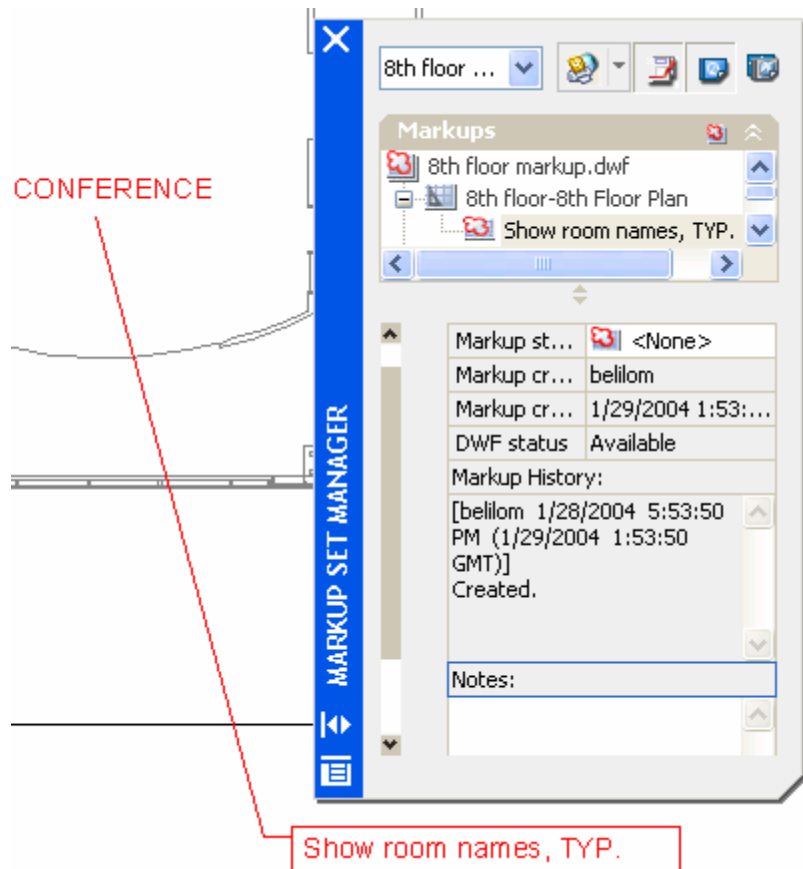 8th floor ...
Markups
8th floor markup.dwf
8th floor-8th Floor Plan
Show room names, TYP.
CONFERENCE
MARKUP SET MANAGER
Markup st... <None>
Markup cr... belilom
Markup cr... 1/29/2004 1:53:...
DWF status Available
Markup History:
[belilom 1/28/2004 5:53:50
PM (1/29/2004 1:53:50
GMT)]
Created.
Notes:
Show room names, TYP.